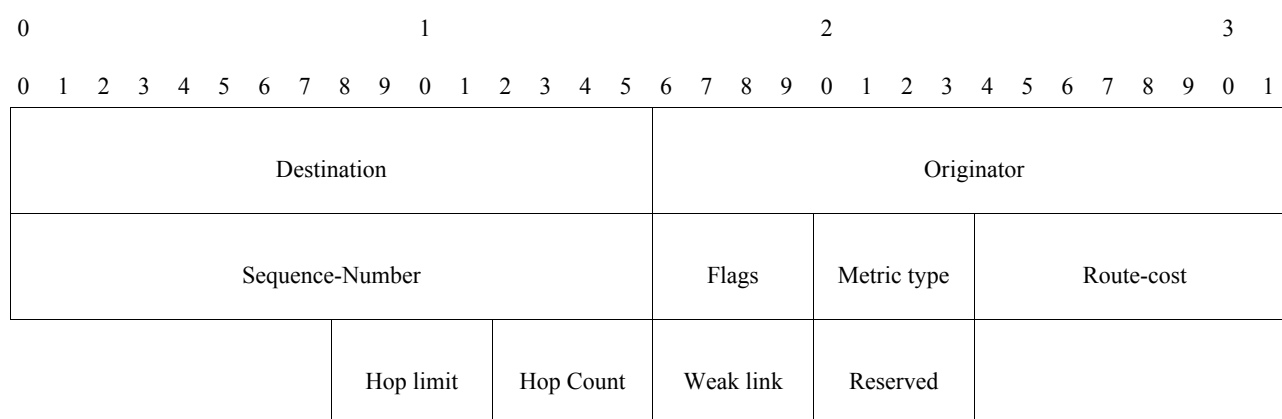 0 1 2 3
0 1 2 3 4 5 6 7 8 9 0 1 2 3 4 5 6 7 8 9 0 1 2 3 4 5 6 7 8 9 0 1
Destination Originator
Sequence-Number Flags Metric type Route-cost
Hop limit Hop Count Weak link Reserved